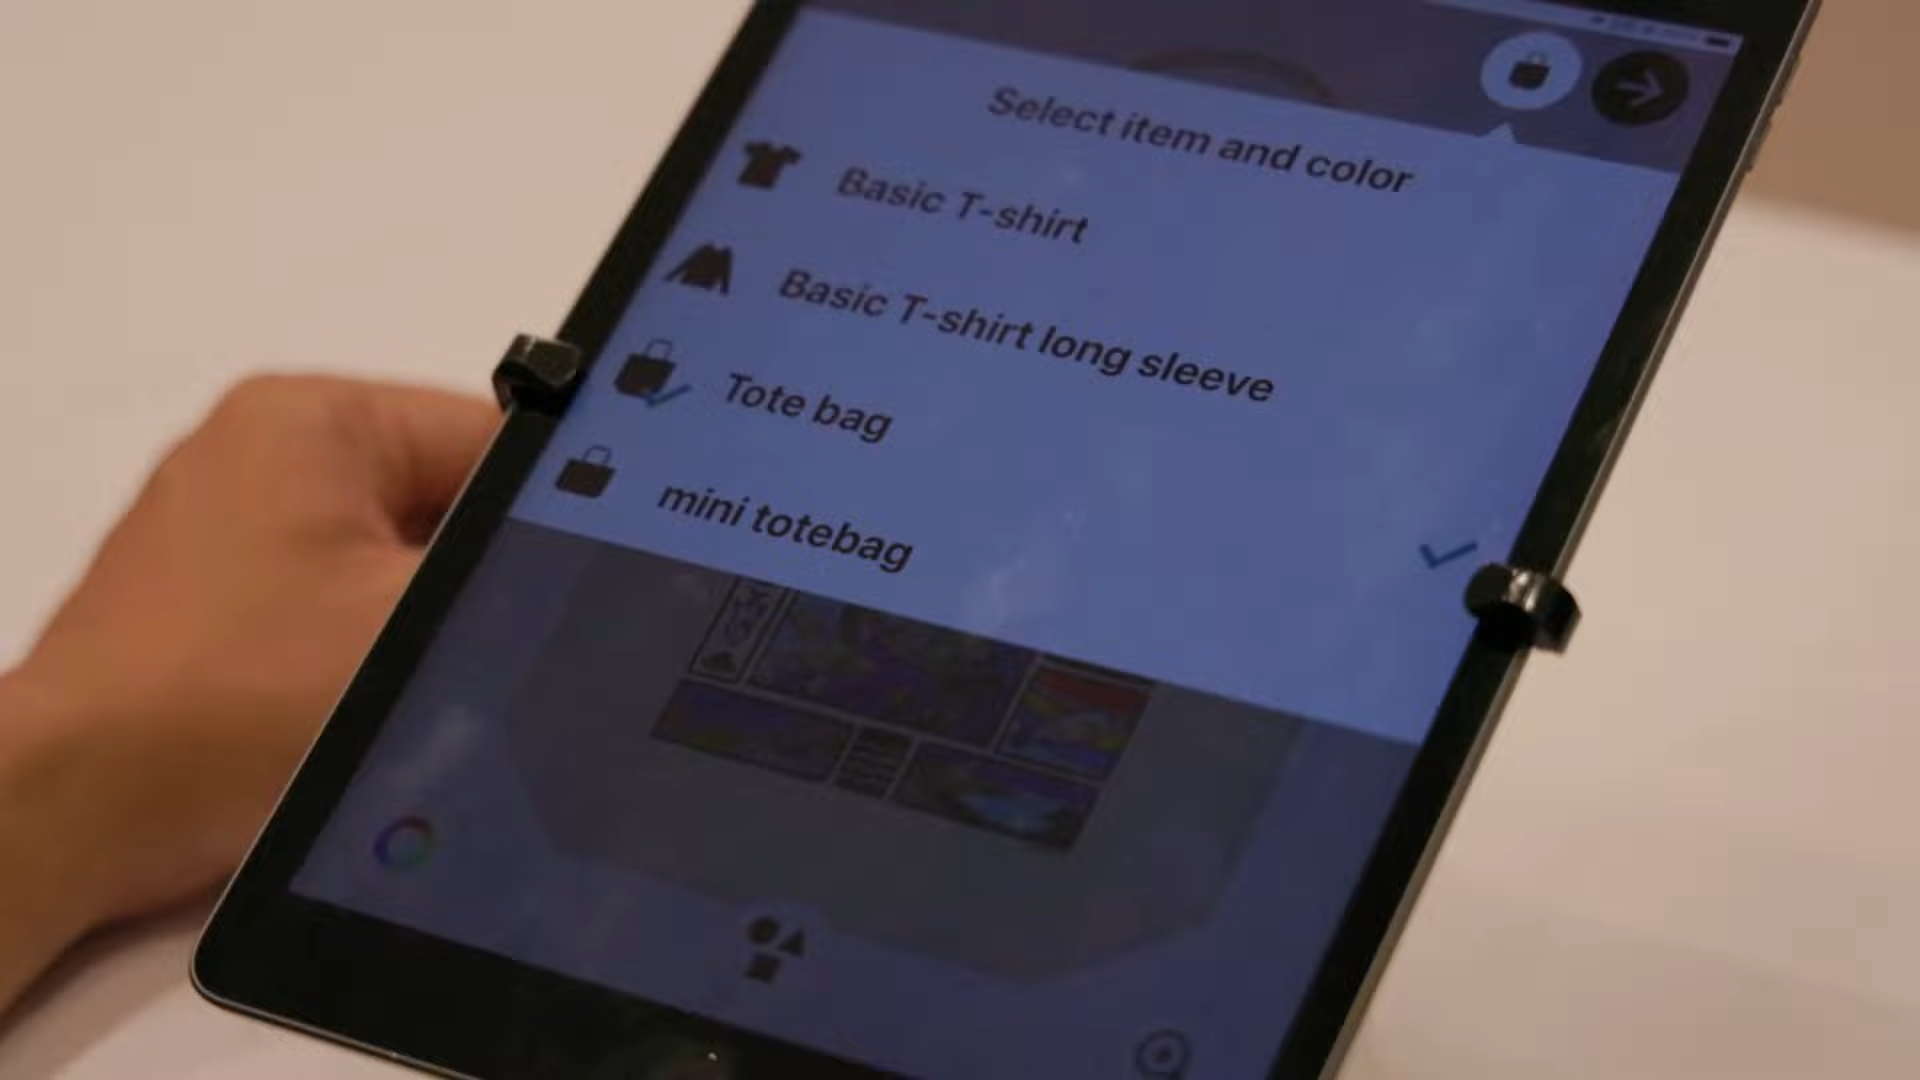 Select item and color
Basic T-shirt
Basic T-shirt long sleeve
Tote bag
mini totebag